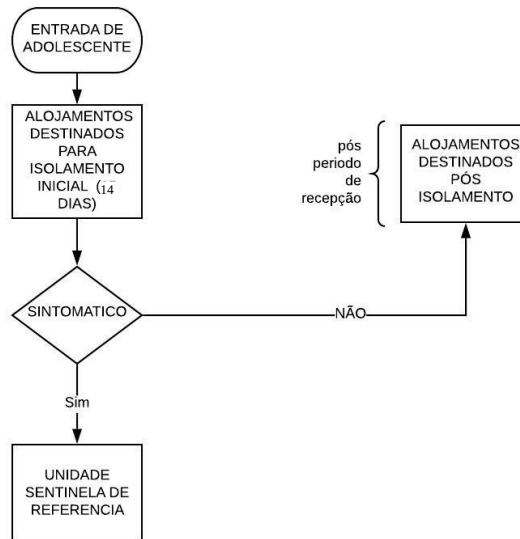 ENTRADA DE
ADOLESCENTE
ALOJAMENTOS
DESTINADOS
PARA
ISOLAMENTO
INICIAL (14
DIAS)
SINTOMATICO
Sim
UNIDADE
SENTINELA DE
REFERENCIA
NÃO
pós
periodo
de
recepção
ALOJAMENTOS
DESTINADOS
PÓS
ISOLAMENTO